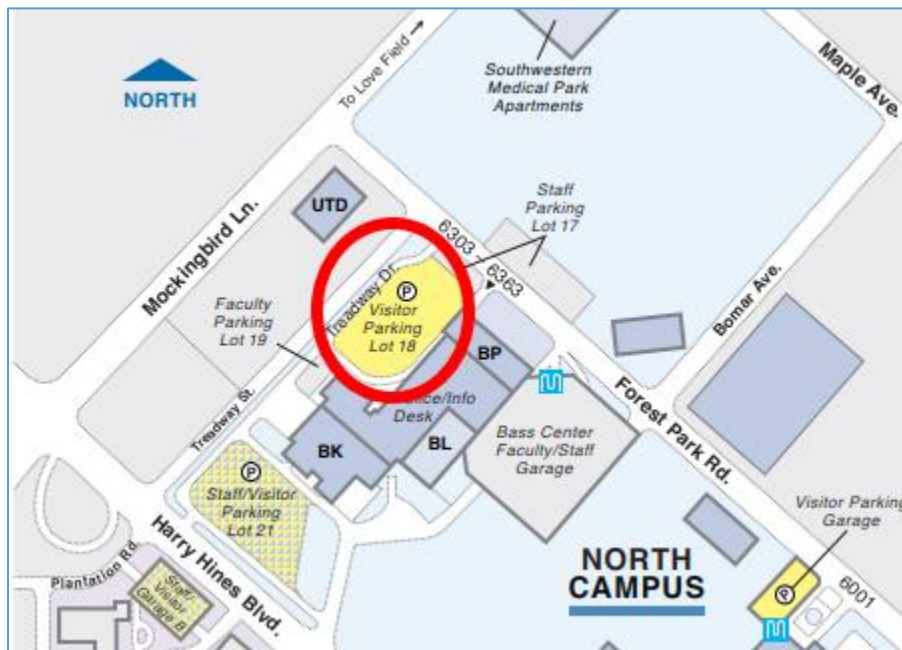 NORTH
To Love Field
Southwestern
Medical Park
Apartments
Maple Ave.
Mockingbird Ln.
UTD
Staff
Parking
Lot 17
6303
6363
Treadway Dr.
P
Visitor
Parking
Lot 18
Faculty
Parking
Lot 19
Bomar Ave.
BP
Treadway St.
Desk
/Info
BK
BL
Bass Center
Faculty/Staff
Garage
Forest Park Rd.
P
Staff/Visitor
Parking
Lot 21
Visitor Parking
Garage
Harry Hines Blvd.
Plantation Rd
Staff/
Visitor
Garage B
NORTH
CAMPUS
P
6001